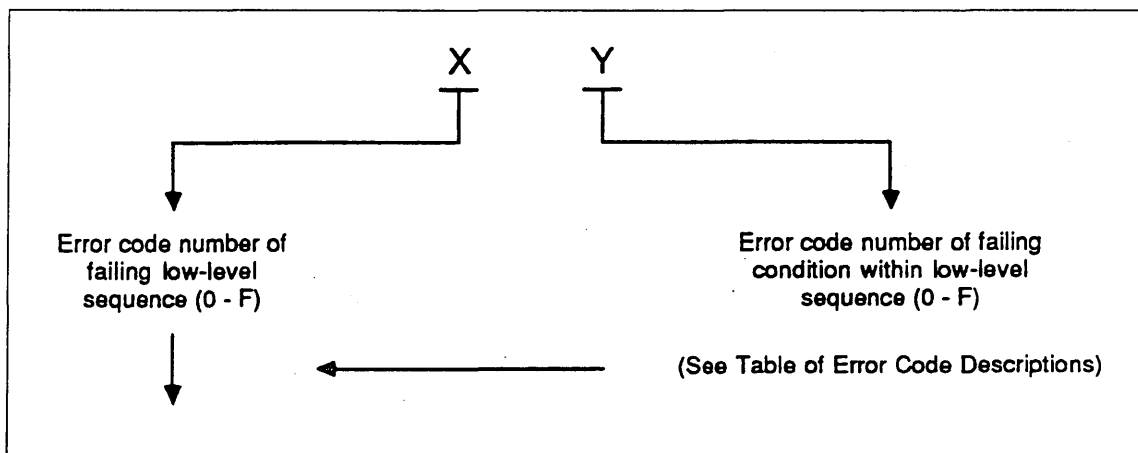 X Y
Error code number of
failing low-level
sequence (0 - F)
Error code number of failing
condition within low-level
sequence (0 - F)
(See Table of Error Code Descriptions)